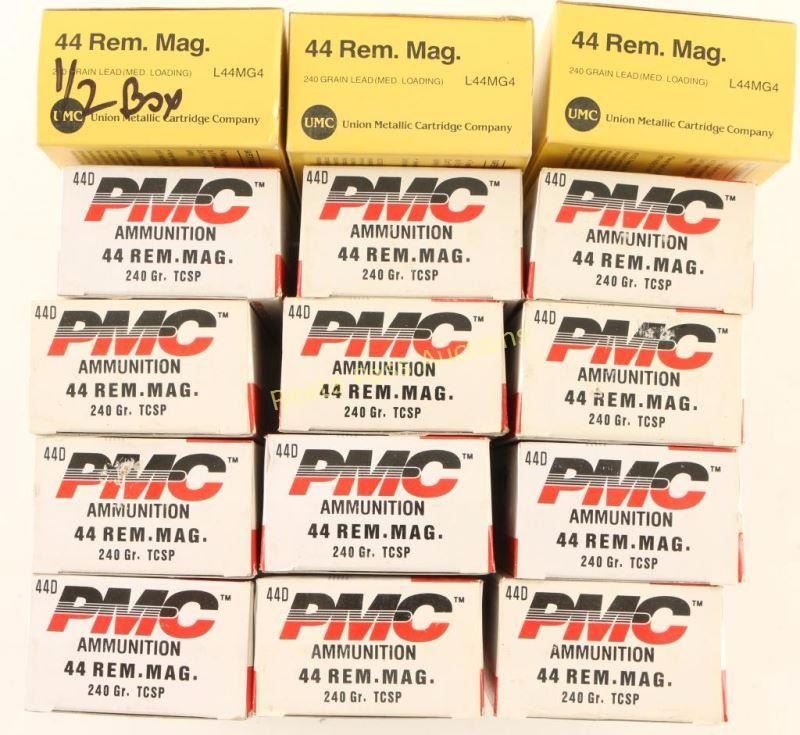 44 Rem. Mag.
240 GRAIN LEAD (MED. LOADING) L44MG4
1/2 Box
UMC Union Metallic Cartridge Company
44 Rem. Mag.
240 GRAIN LEAD (MED. LOADING) L44MG4
UMC Union Metallic Cartridge Company
44 Rem. Mag.
240 GRAIN LEAD (MED. LOADING) L44MG4
UMC Union Metallic Cartridge Company
44D PMC™
AMMUNITION
44 REM. MAG.
240 Gr. TCSP
44D PMC™
AMMUNITION
44 REM. MAG.
240 Gr. TCSP
44D PMC™
AMMUNITION
44 REM. MAG.
240 Gr. TCSP
44D PMC™
AMMUNITION
44 REM.MAG.
240 Gr. TCSP
44D PMC™
AMMUNITION
44 REM.MAG.
240 Gr. TCSP
44D PMC™
AMMUNITION
44 REM.MAG.
240 Gr. TCSP
44D PMC™
AMMUNITION
44 REM.MAG.
240 Gr. TCSP
44D PMC™
AMMUNITION
44 REM.MAG.
240 Gr. TCSP
44D PMC™
AMMUNITION
44 REM.MAG.
240 Gr. TCSP
44D PMC™
AMMUNITION
44 REM.MAG.
240 Gr. TCSP
44D PMC™
AMMUNITION
44 REM.MAG.
240 Gr. TCSP
44D PMC™
AMMUNITION
44 REM.MAG.
240 Gr. TCSP